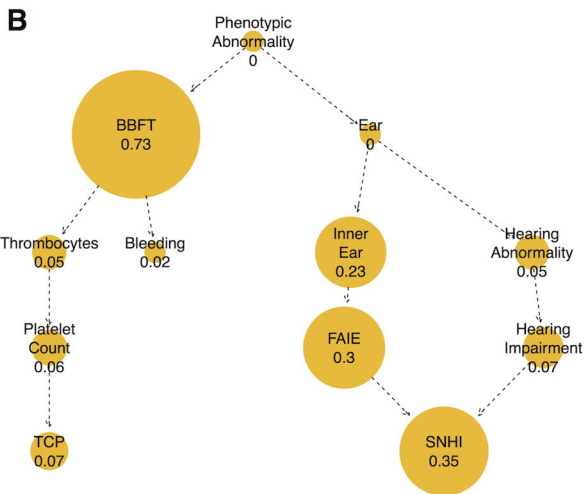 B
Phenotypic
Abnormality
0
BBFT
0.73
Ear
0
Thrombocytes
0.05
Bleeding
0.02
Inner
Ear
0.23
Hearing
Abnormality
0.05
Platelet
Count
0.06
FAIE
0.3
Hearing
Impairment
0.07
TCP
0.07
SNHI
0.35